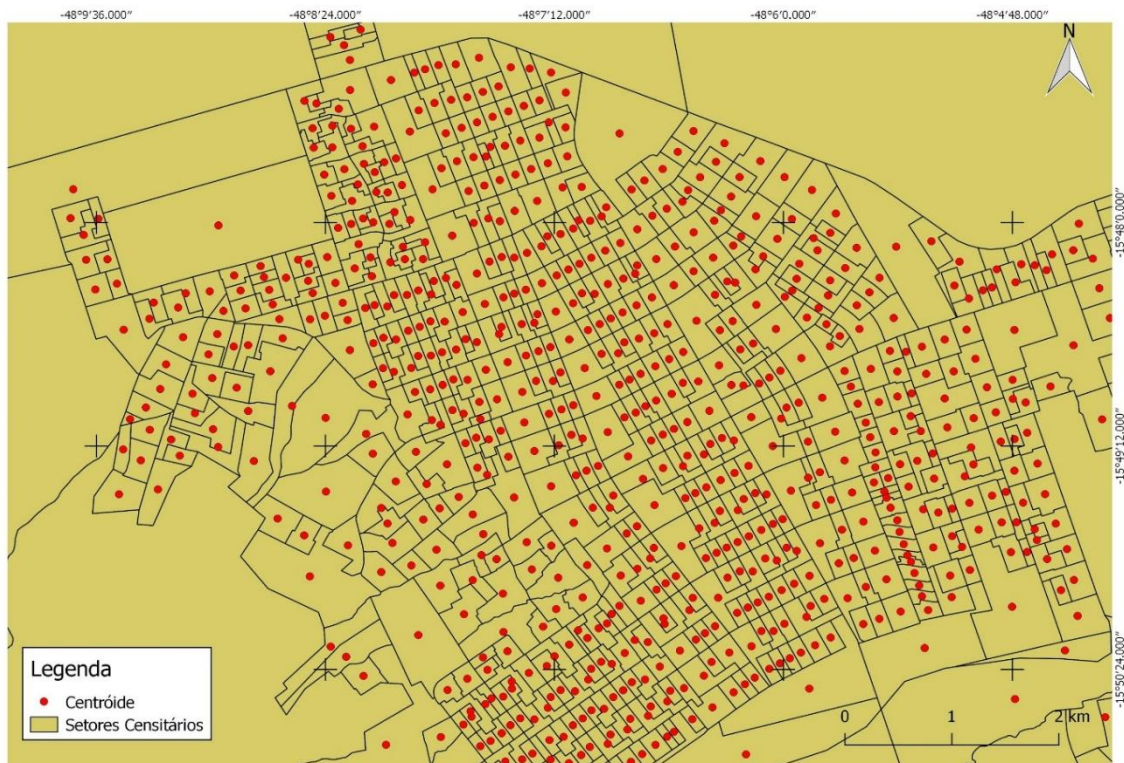 -48°9'36.000" -48°8'24.000" -48°7'12.000" -48°6'0.000" -48°4'48.000"
N
-15°48'0.000"
-15°49'12.000"
-15°50'24.000"
Legenda
Centróide
Setores Censitários
0 1 2 km